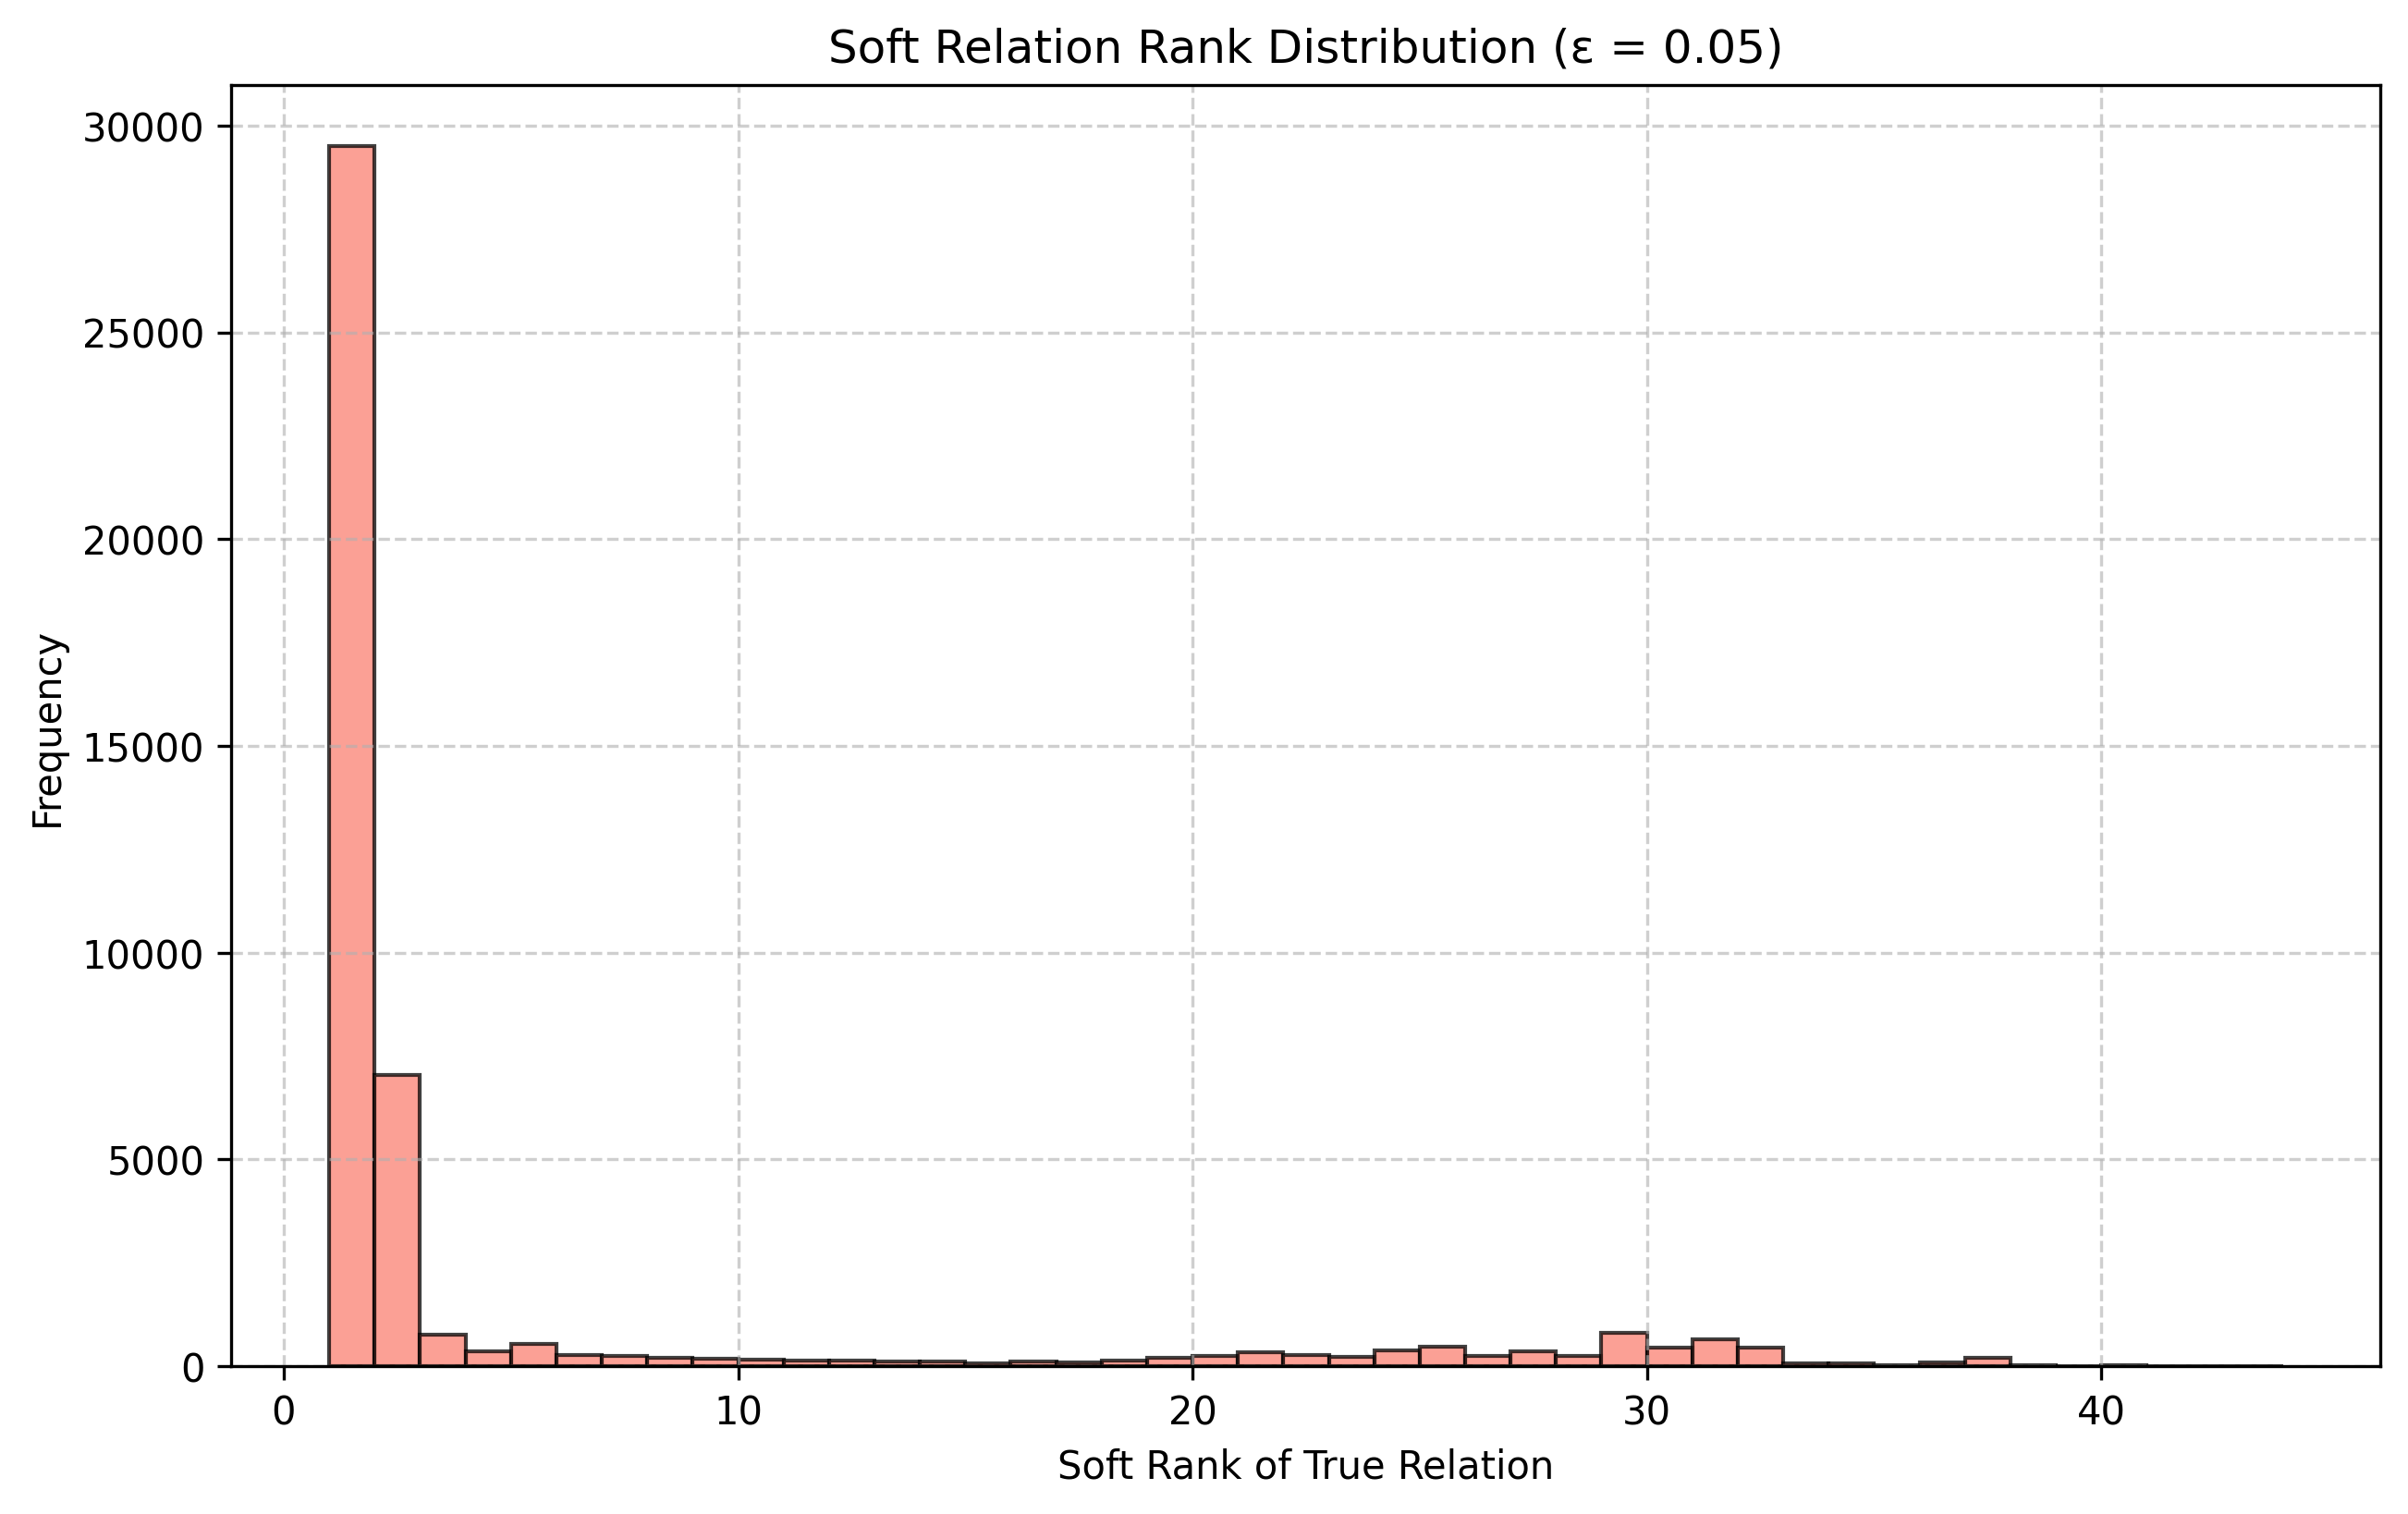 Soft Relation Rank Distribution (ε = 0.05)
30000
25000
20000
15000
10000
5000
0
Frequency
0 10 20 30 40
Soft Rank of True Relation